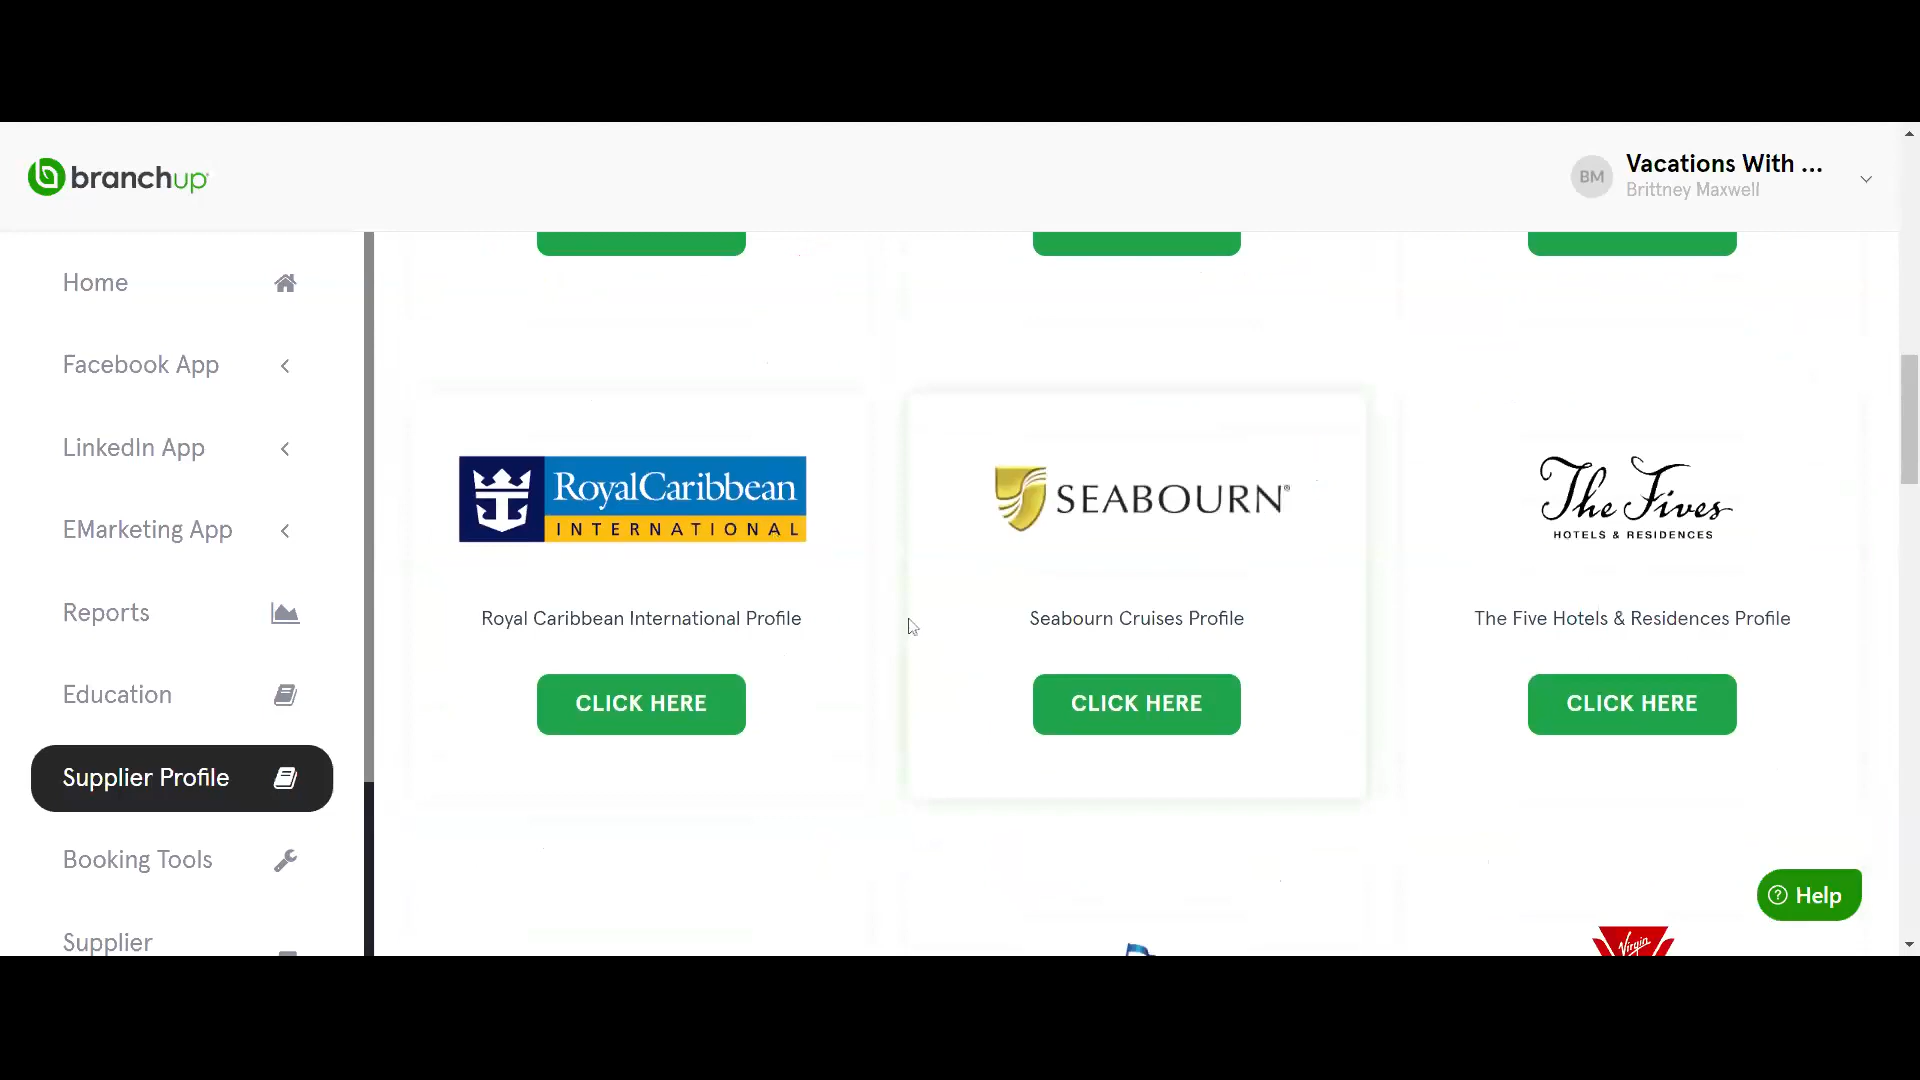 branchup
BM
Vacations With ...
Brittney Maxwell
Home
Facebook App
LinkedIn App
EMarketing App
Reports
Education
Supplier Profile
Booking Tools
Supplier
RoyalCaribbean
INTERNATIONAL
Royal Caribbean International Profile
CLICK HERE
SEABOURN®
Seabourn Cruises Profile
CLICK HERE
The Fives
HOTELS & RESIDENCES
The Five Hotels & Residences Profile
CLICK HERE
Virgin
Help